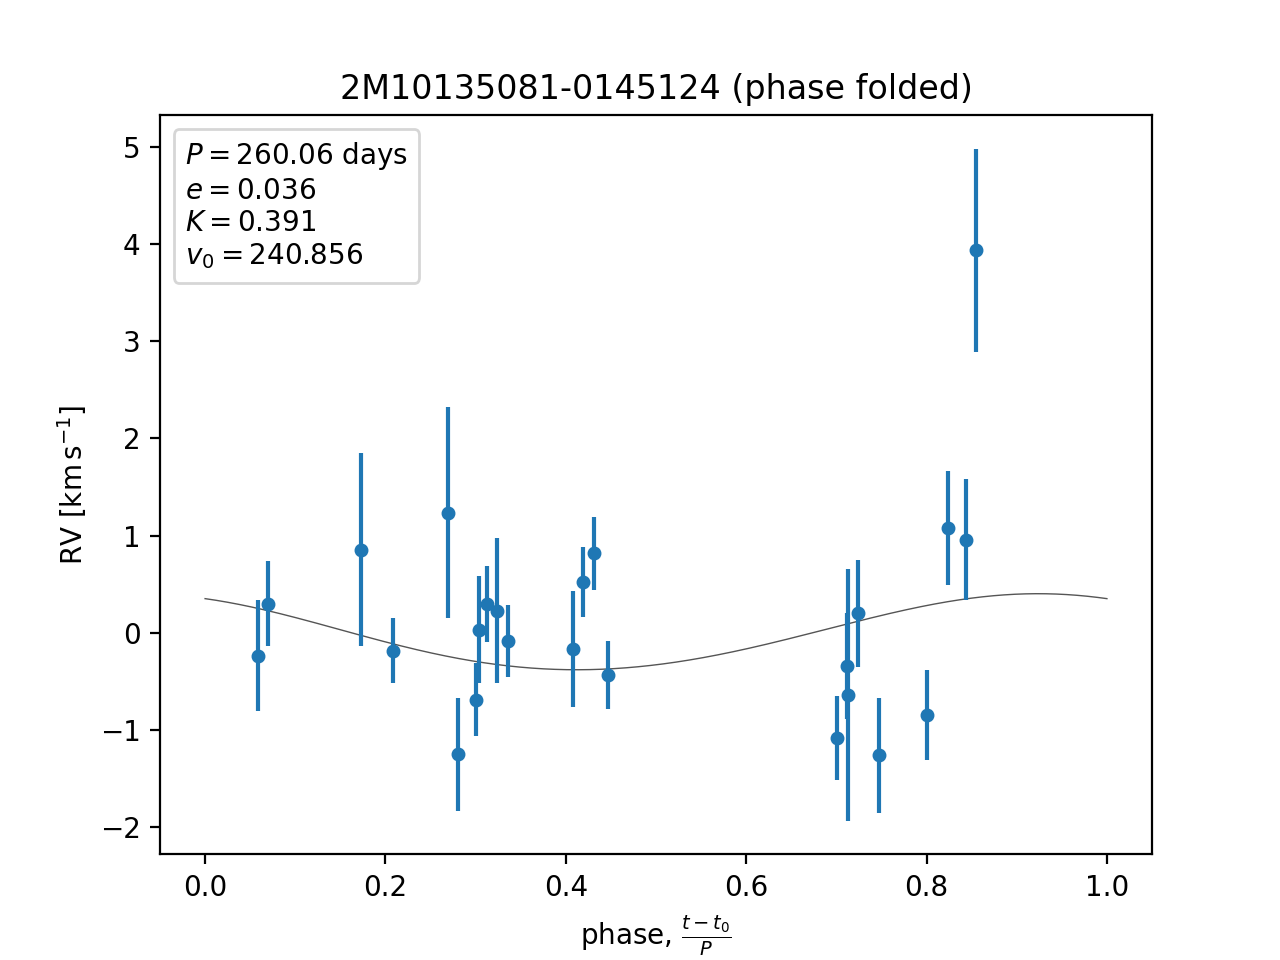 2M10135081-0145124 (phase folded)
P = 260.06 days
e = 0.036
K = 0.391
v₀ = 240.856
5
4
3
2
1
0
−1
−2
RV [km s⁻¹]
0.0 0.2 0.4 0.6 0.8 1.0
phase, (t − t₀)/P